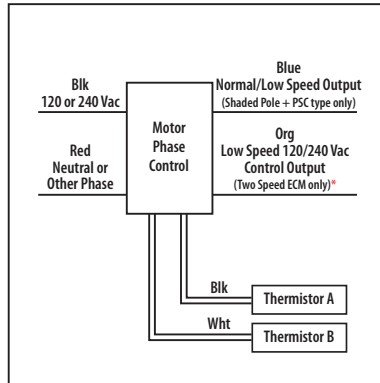 Blk
120 or 240 Vac
Red
Neutral or
Other Phase
Motor
Phase
Control
Blue
Normal/Low Speed Output
(Shaded Pole + PSC type only)
Org
Low Speed 120/240 Vac
Control Output
(Two Speed ECM only)*
Blk
Thermistor A
Wht
Thermistor B